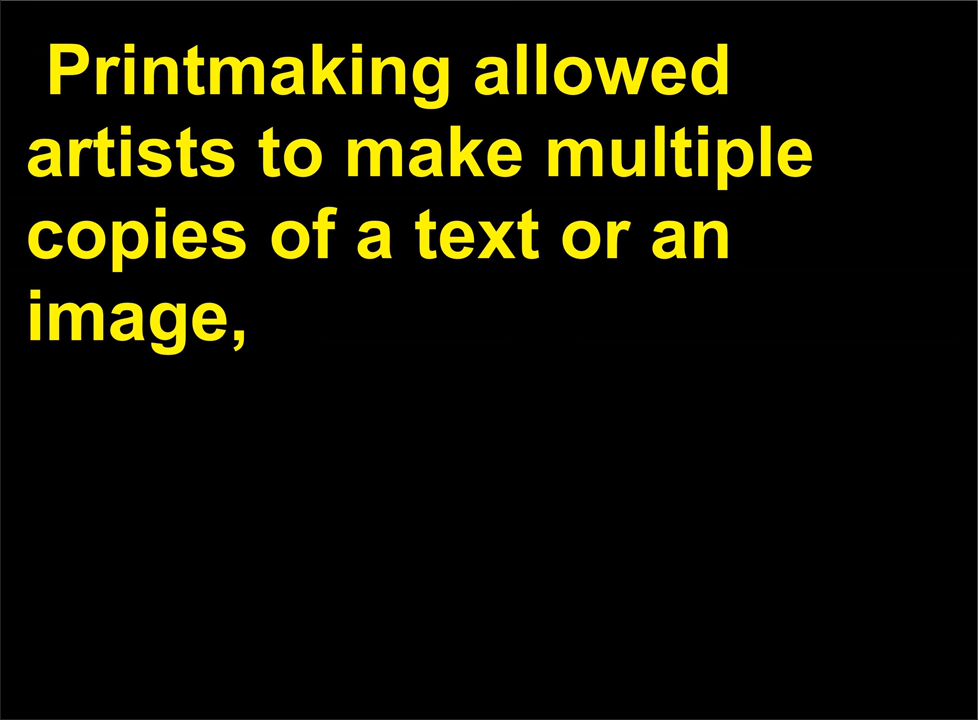 Printmaking allowed
artists to make multiple
copies of a text or an
image,